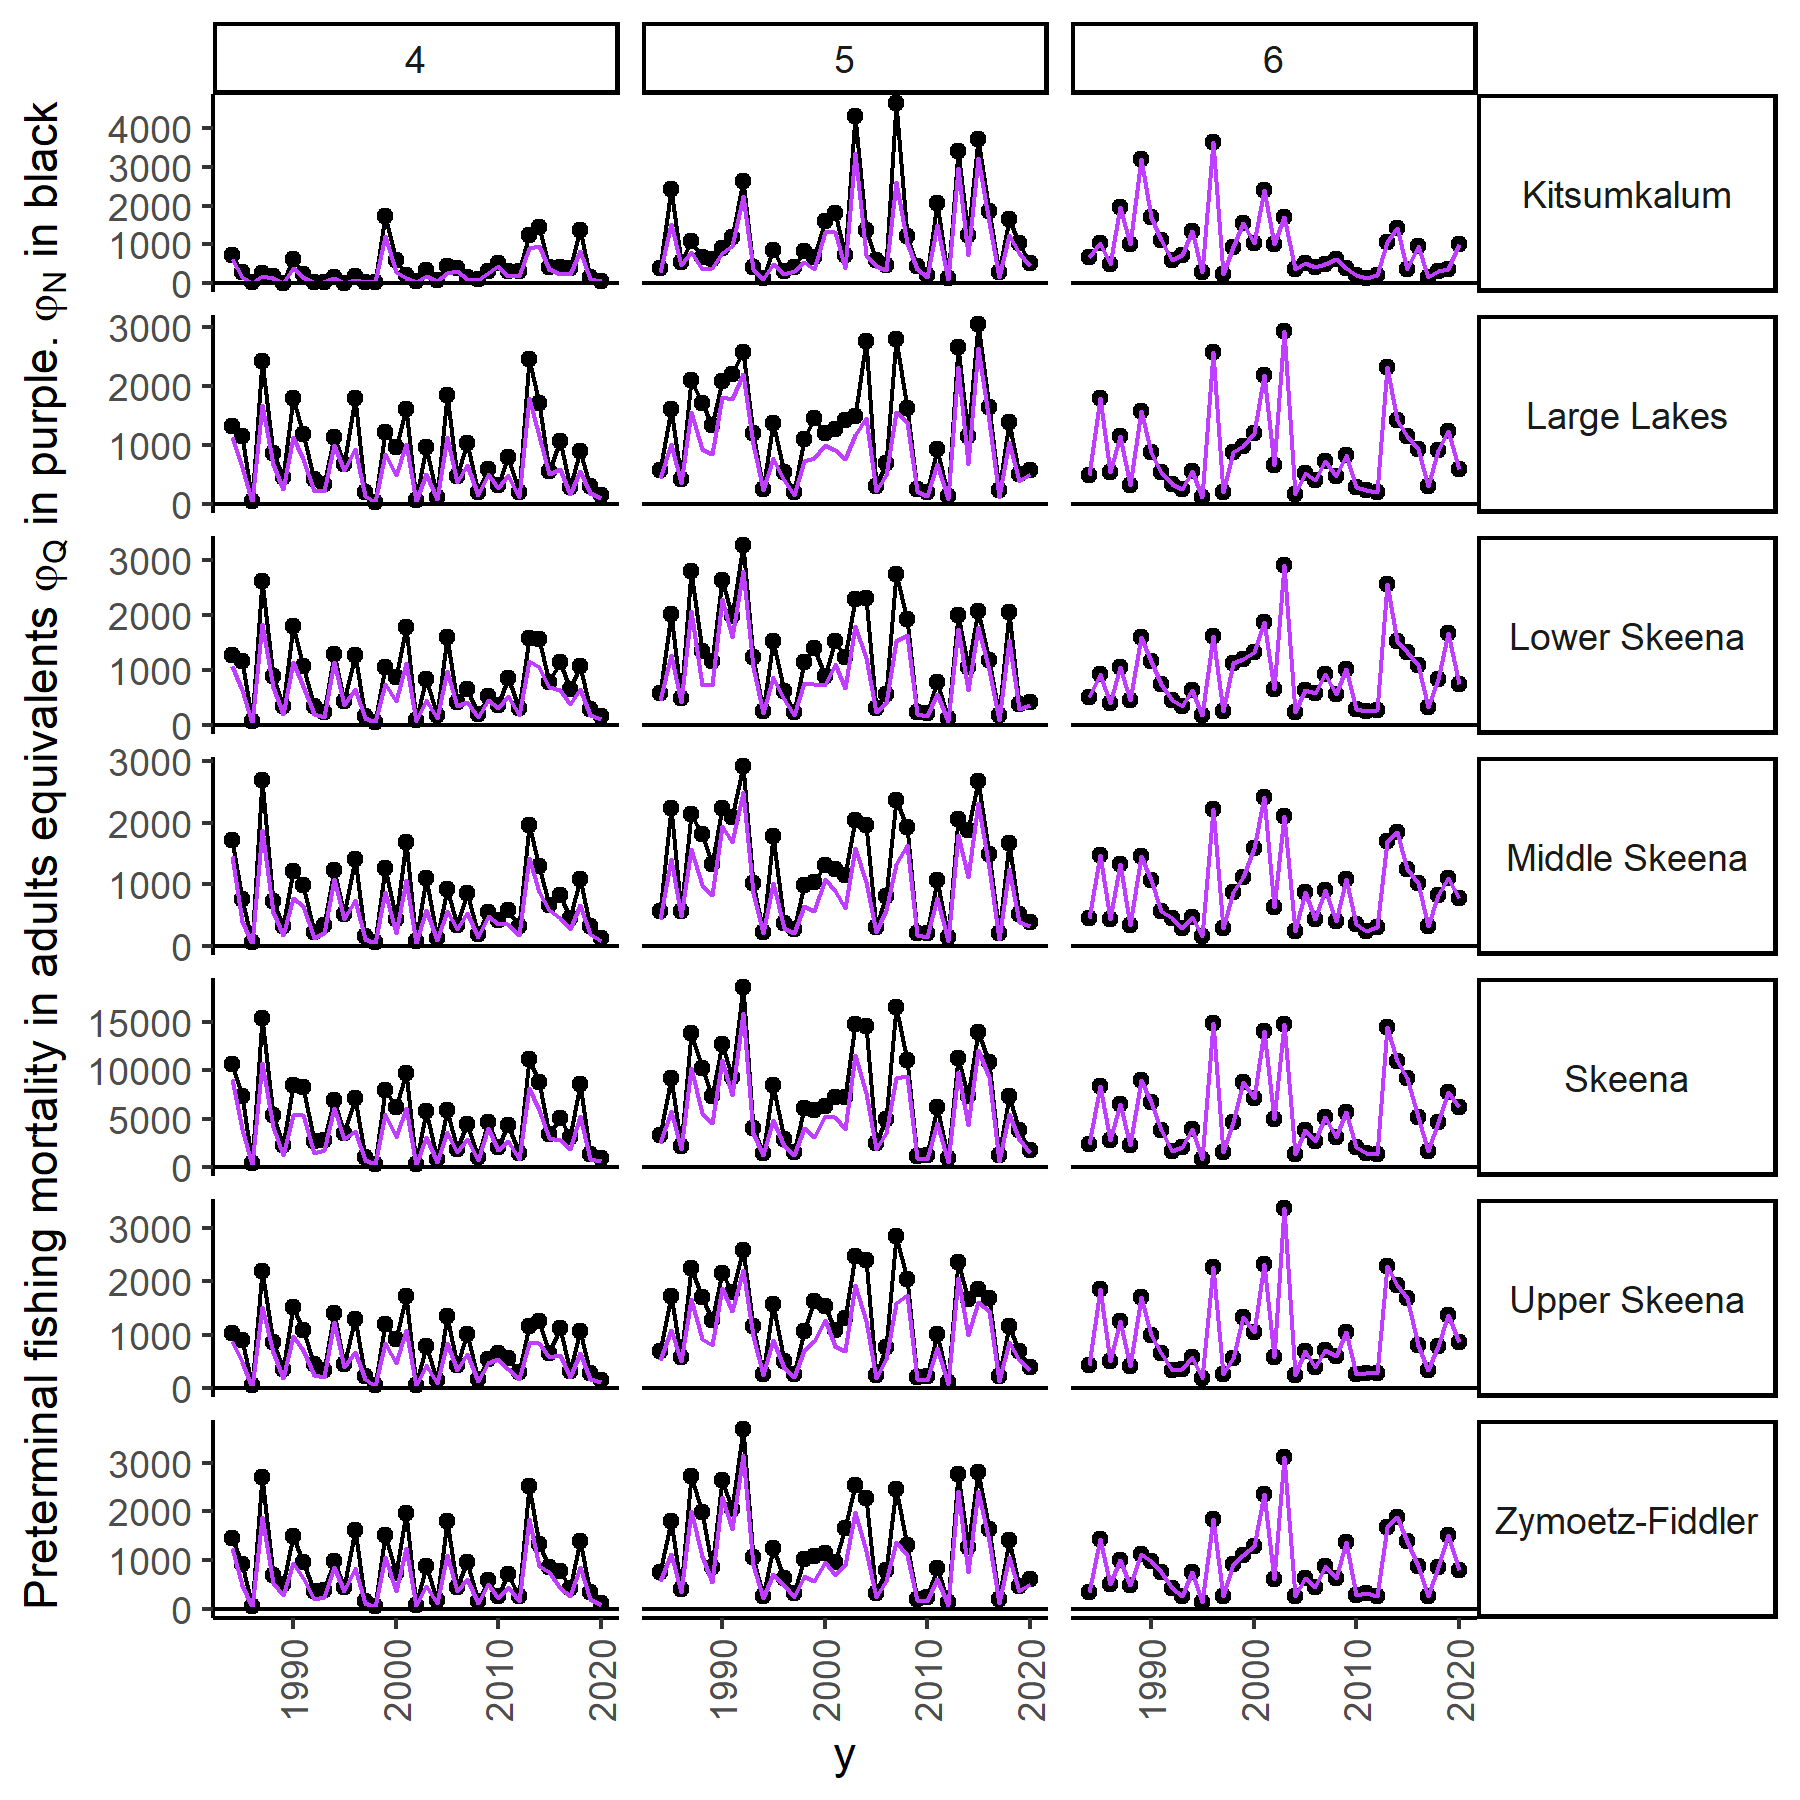 4 5 6
Preterminal fishing mortality in adults equivalents φQ in purple. φN in black
4000
3000
2000
1000
0
Kitsumkalum
3000
2000
1000
0
Large Lakes
3000
2000
1000
0
Lower Skeena
3000
2000
1000
0
Middle Skeena
15000
10000
5000
0
Skeena
3000
2000
1000
0
Upper Skeena
3000
2000
1000
0
Zymoetz-Fiddler
1990 2000 2010 2020 1990 2000 2010 2020 1990 2000 2010 2020
y